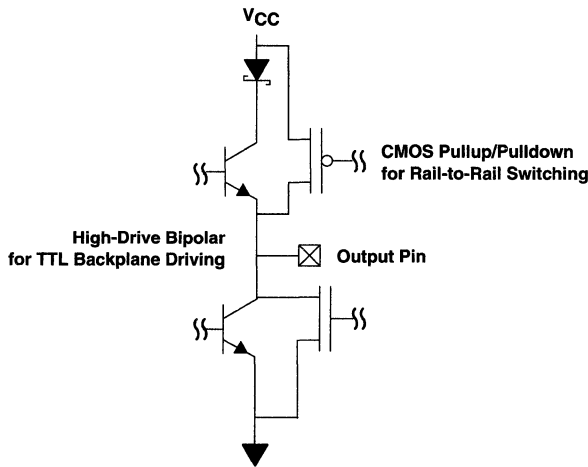 VCC
CMOS Pullup/Pulldown
for Rail-to-Rail Switching
High-Drive Bipolar
for TTL Backplane Driving
Output Pin